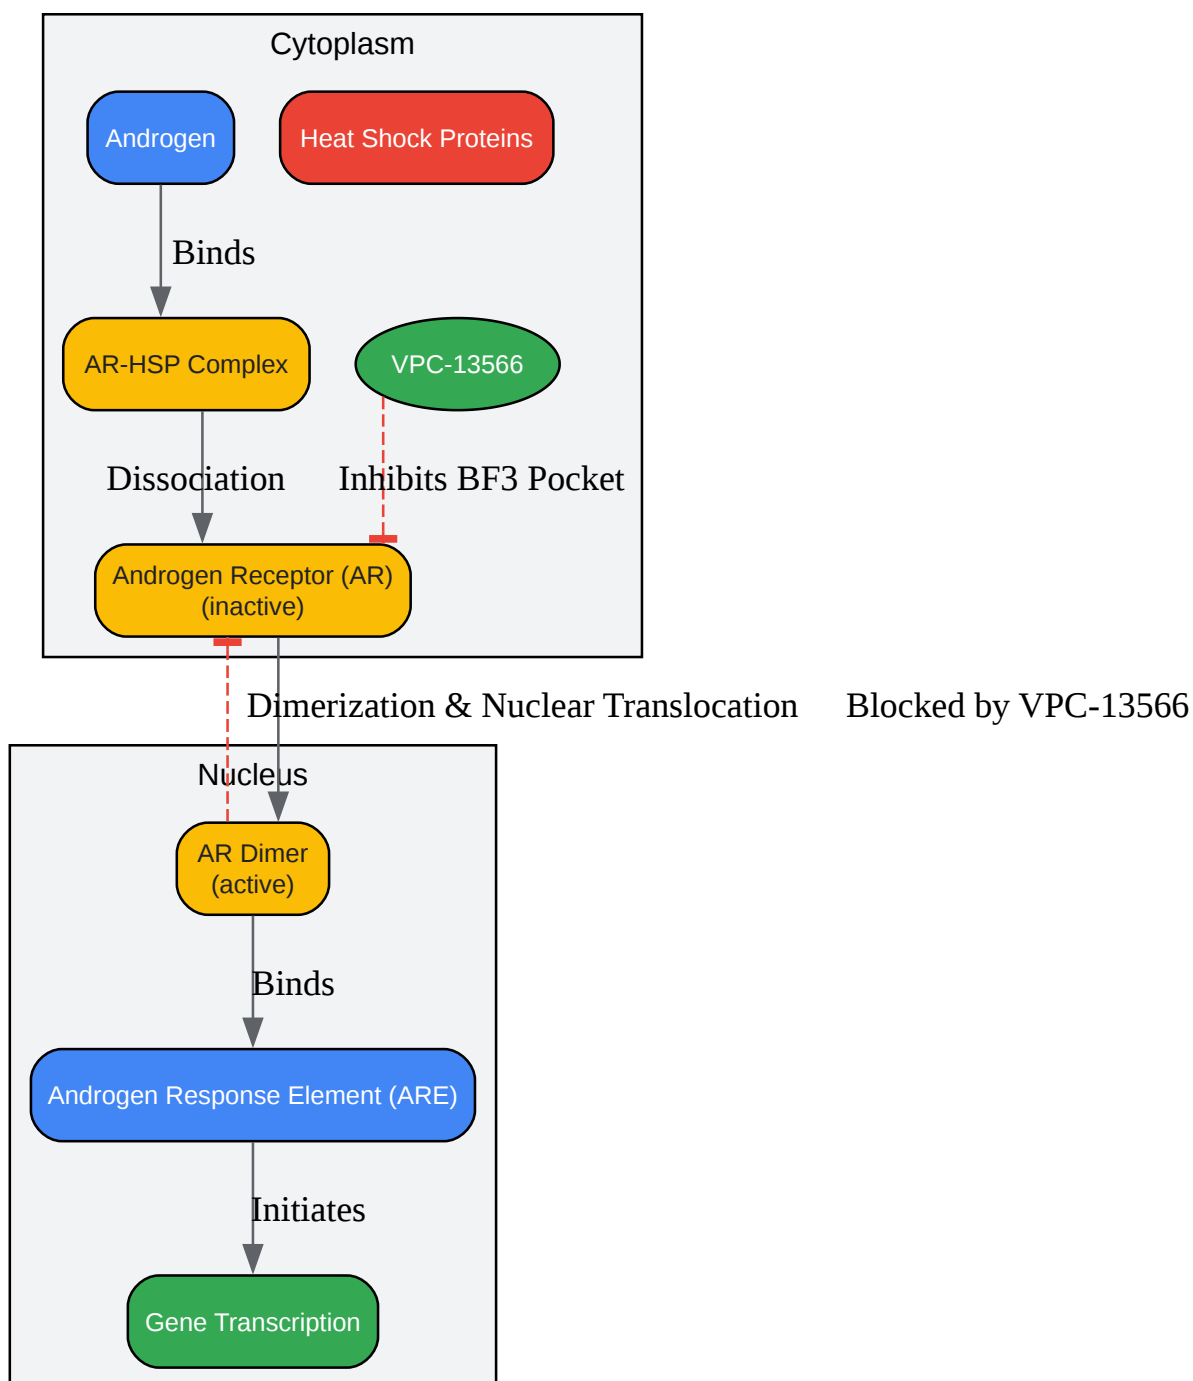 Cytoplasm
Androgen
Heat Shock Proteins
Binds
AR-HSP Complex
VPC-13566
Dissociation
Inhibits BF3 Pocket
Androgen Receptor (AR)
(inactive)
Dimerization & Nuclear Translocation
Blocked by VPC-13566
Nucleus
AR Dimer
(active)
Binds
Androgen Response Element (ARE)
Initiates
Gene Transcription